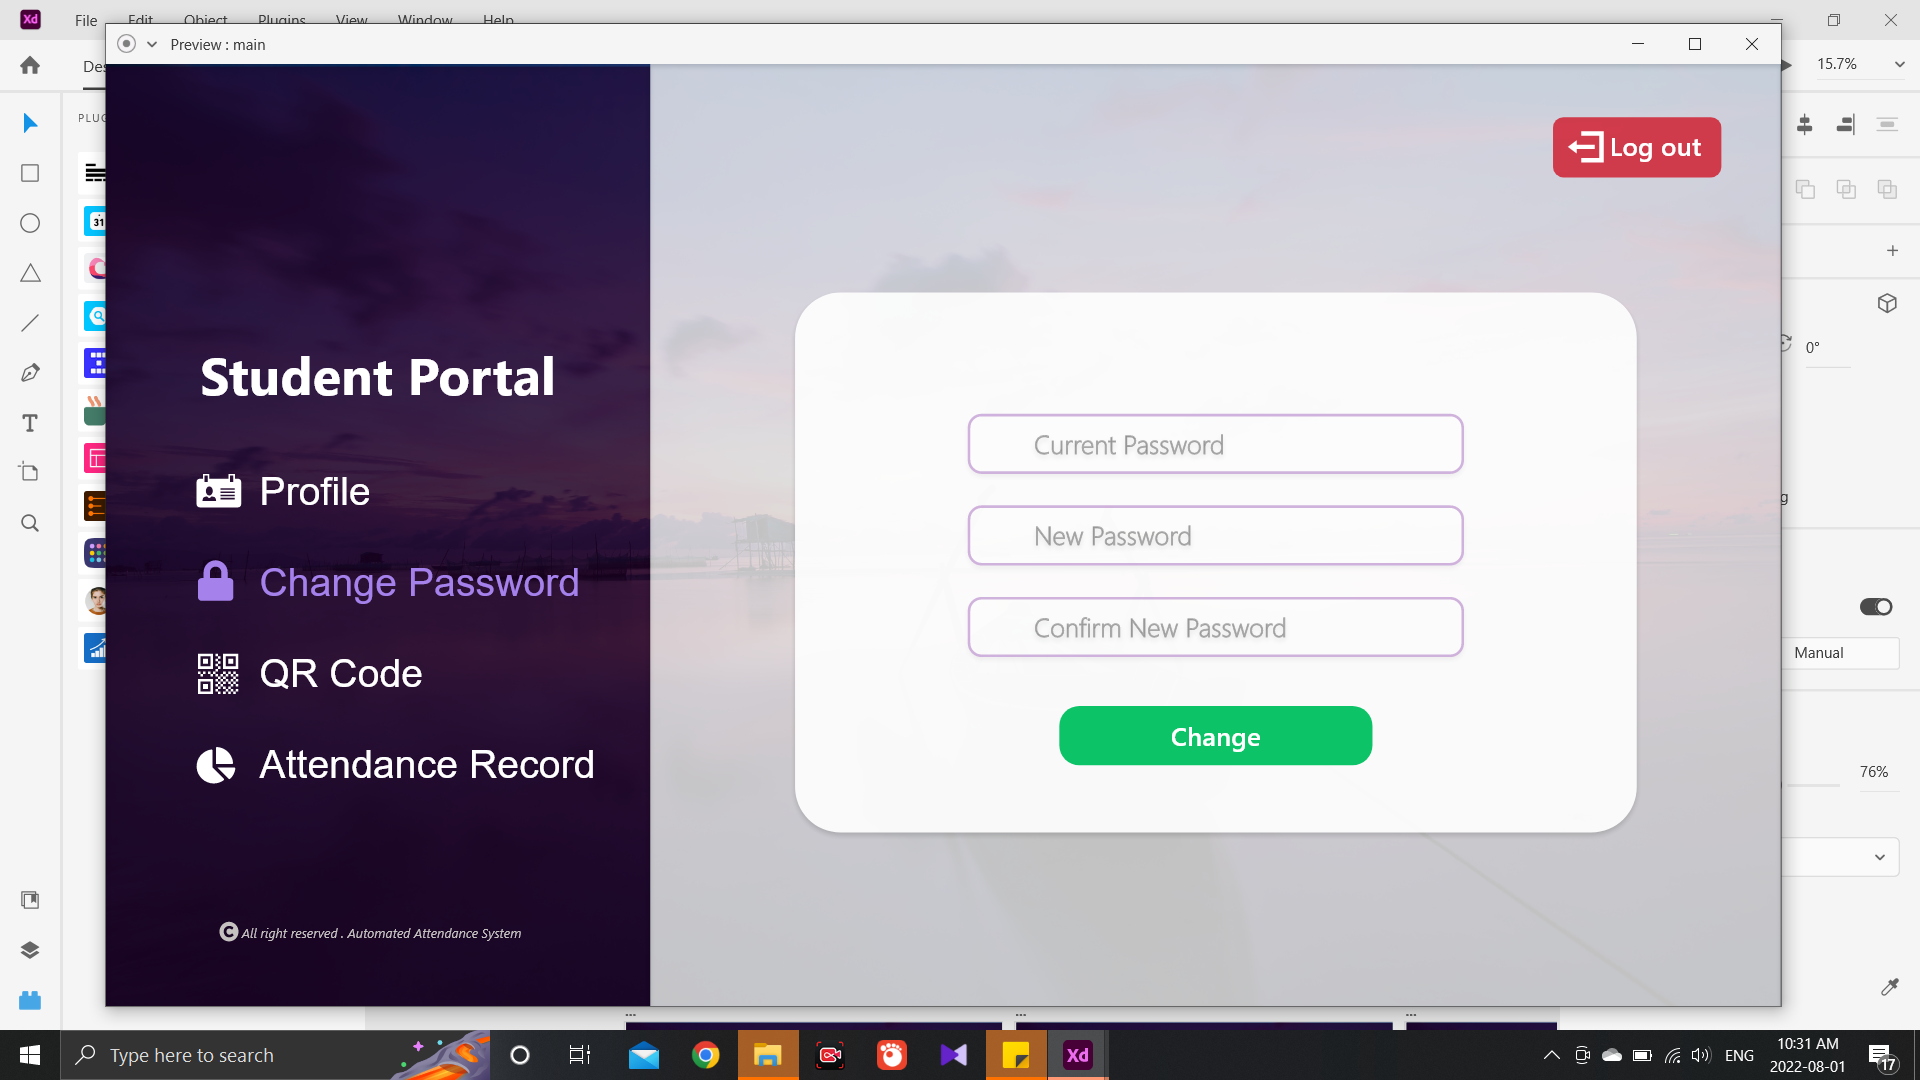 Xd File Edit Object Plugins View Window Help
Preview : main
15.7%
31
Log out
0°
Student Portal
Current Password
Profile
New Password
Change Password
Confirm New Password
Manual
QR Code
Change
Attendance Record
76%
C All right reserved . Automated Attendance System
Type here to search
Xd
ENG
10:31 AM
2022-08-01
17